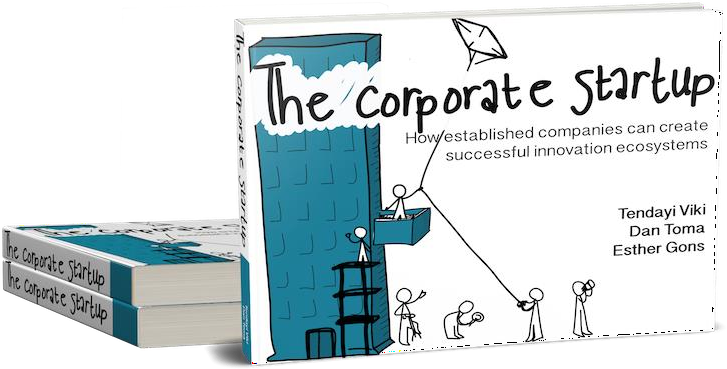 The Corporate Startup
How established companies can create
successful innovation ecosystems
Tendayi Viki
Dan Toma
Esther Gons
The Corporate Startup
The Corporate Startup
The Corporate Startup